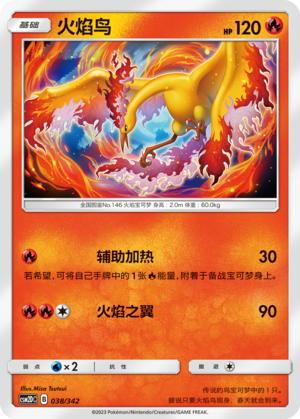 基础 火焰鸟 HP 120
全国图鉴No.146 火焰宝可梦 身高：2.0m 体重：60.0kg
辅助加热 30
若希望，可将自己手牌中的1张能量，附着于备战宝可梦身上。
火焰之翼 90
弱点 ×2 抗性 撤退
Illus. Misa Tsutsui
CSM2DC D 038/342
传说的鸟宝可梦中的1只。
据说只要火焰鸟现身，春天就会到来。
©2023 Pokémon/Nintendo/Creatures/GAME FREAK.